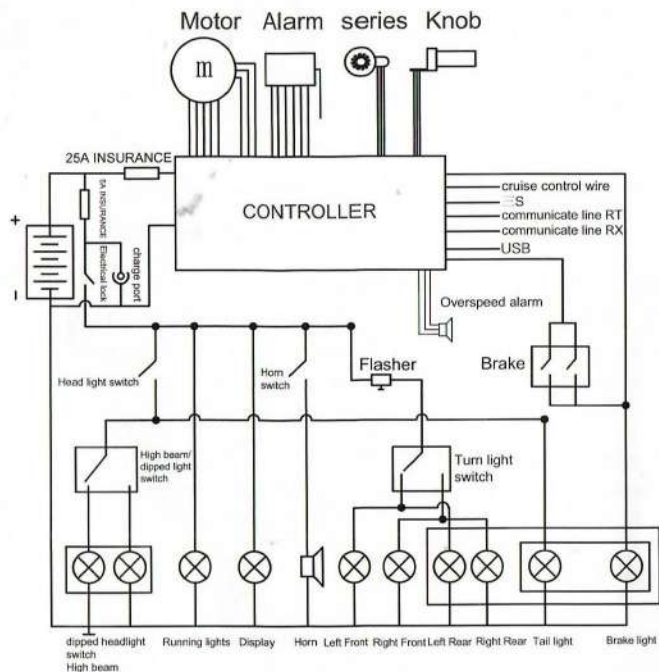 Motor Alarm series Knob
m
25A INSURANCE
5A INSURANCE
CONTROLLER
cruise control wire
communicate line RT
communicate line RX
USB
+
Electrical lock
charge port
-
Overspeed alarm
Head light switch
Horn
switch
Flasher
Brake
High beam/
dipped light
switch
Turn light
switch
dipped headlight
switch
High beam
Running lights
Display
Horn
Left Front
Right Front
Left Rear
Right Rear
Tail light
Brake light